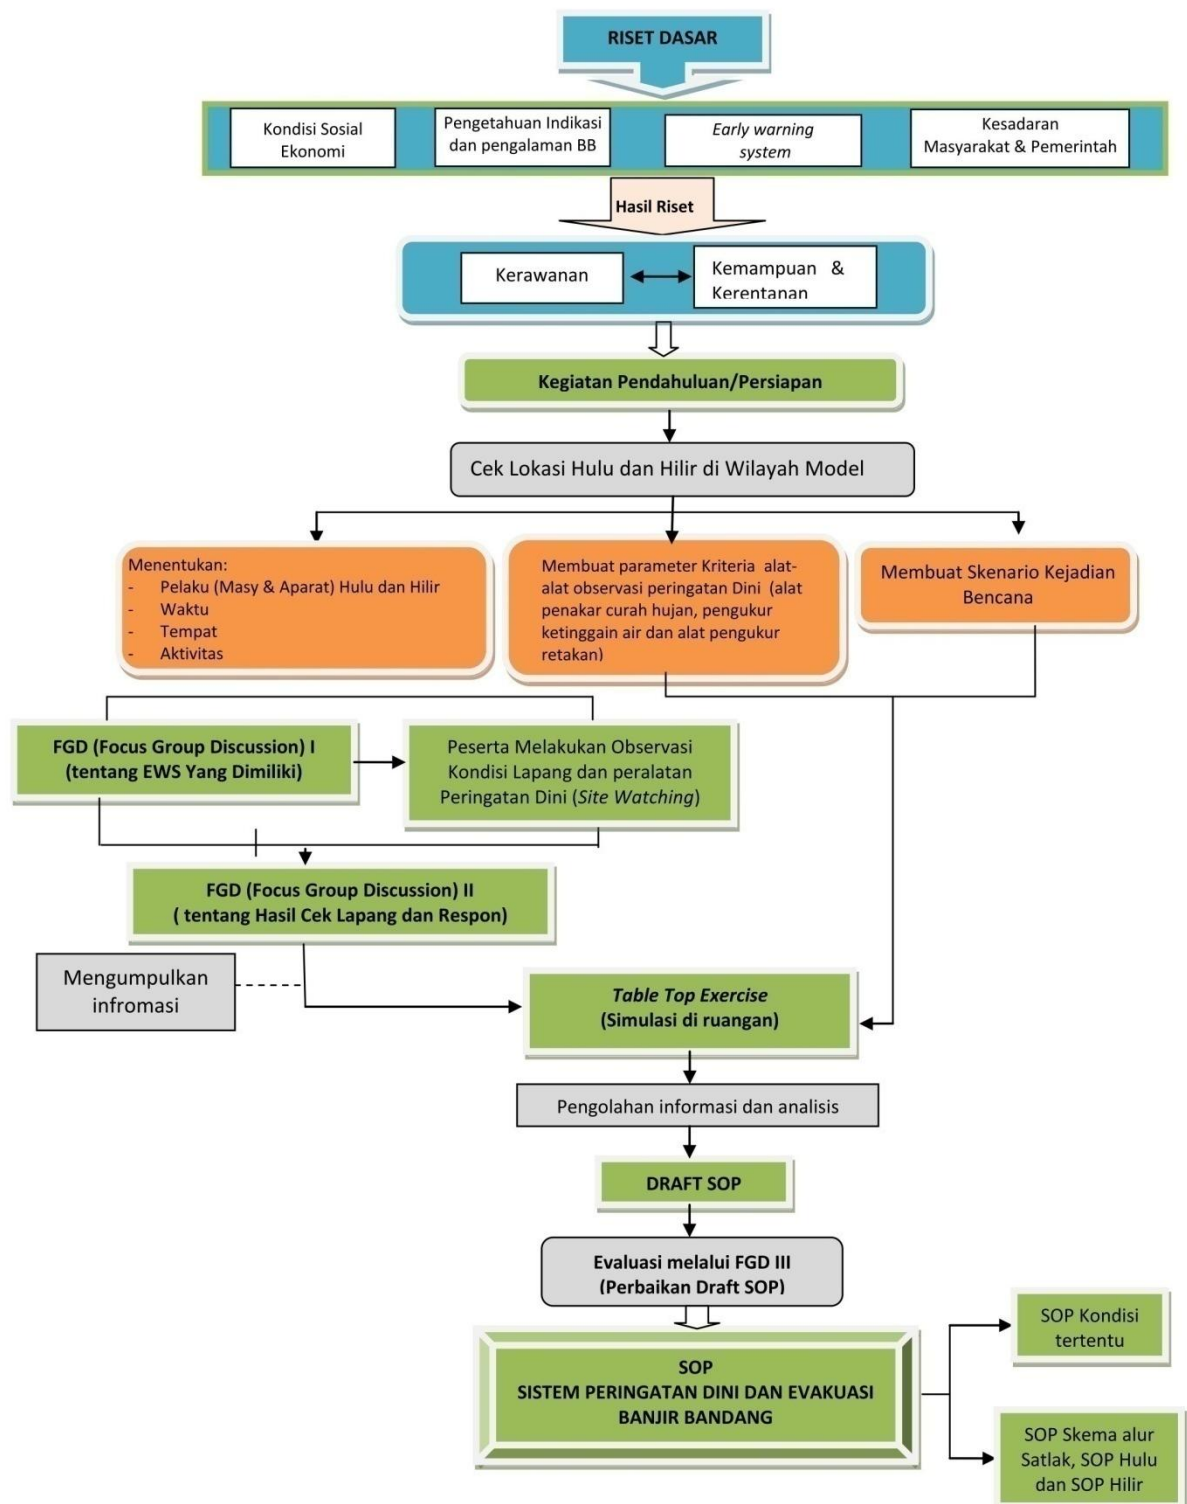 RISET DASAR
Kondisi Sosial
Ekonomi
Pengetahuan Indikasi
dan pengalaman BB
Early warning
system
Kesadaran
Masyarakat & Pemerintah
Hasil Riset
Kerawanan
Kemampuan &
Kerentanan
Kegiatan Pendahuluan/Persiapan
Cek Lokasi Hulu dan Hilir di Wilayah Model
Menentukan:
- Pelaku (Masy & Aparat) Hulu dan Hilir
- Waktu
- Tempat
- Aktivitas
Membuat parameter Kriteria alat-
alat observasi peringatan Dini (alat
penakar curah hujan, pengukur
ketinggain air dan alat pengukur
retakan)
Membuat Skenario Kejadian
Bencana
FGD (Focus Group Discussion) I
(tentang EWS Yang Dimiliki)
Peserta Melakukan Observasi
Kondisi Lapang dan peralatan
Peringatan Dini (Site Watching)
FGD (Focus Group Discussion) II
( tentang Hasil Cek Lapang dan Respon)
Mengumpulkan
infromasi
Table Top Exercise
(Simulasi di ruangan)
Pengolahan informasi dan analisis
DRAFT SOP
Evaluasi melalui FGD III
(Perbaikan Draft SOP)
SOP
SISTEM PERINGATAN DINI DAN EVAKUASI
BANJIR BANDANG
SOP Kondisi
tertentu
SOP Skema alur
Satlak, SOP Hulu
dan SOP Hilir